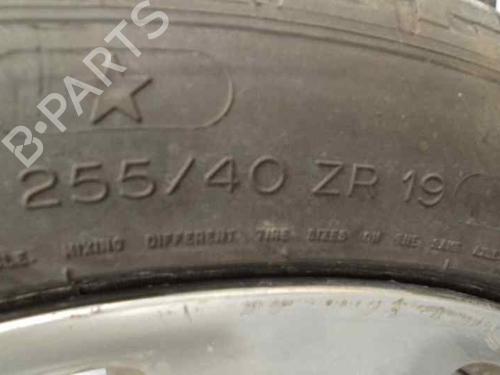 B-PARTS
255/40 ZR 19
MIXING DIFFERENT TIRE SIZES ON THE SAME